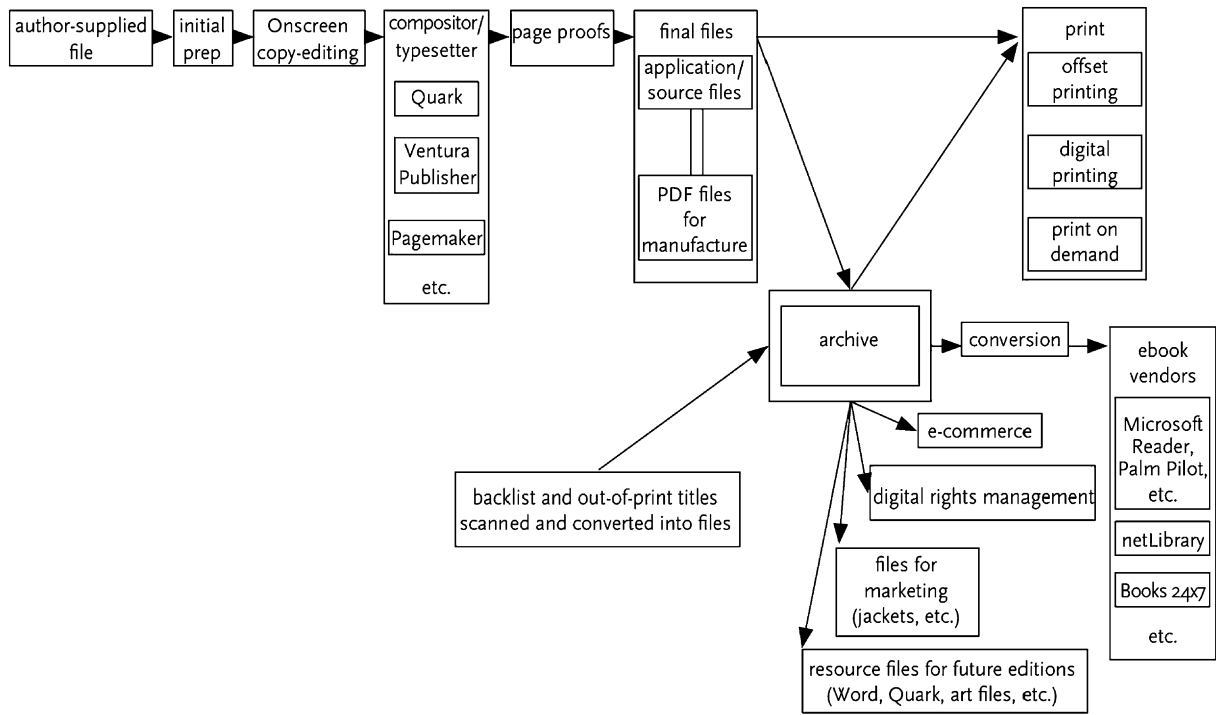 author-supplied
file
initial
prep
Onscreen
copy-editing
compositor/
typesetter
Quark
Ventura
Publisher
Pagemaker
etc.
page proofs
final files
application/
source files
PDF files
for
manufacture
print
offset
printing
digital
printing
print on
demand
archive
conversion
ebook
vendors
Microsoft
Reader,
Palm Pilot,
etc.
netLibrary
Books 24x7
etc.
e-commerce
digital rights management
backlist and out-of-print titles
scanned and converted into files
files for
marketing
(jackets, etc.)
resource files for future editions
(Word, Quark, art files, etc.)